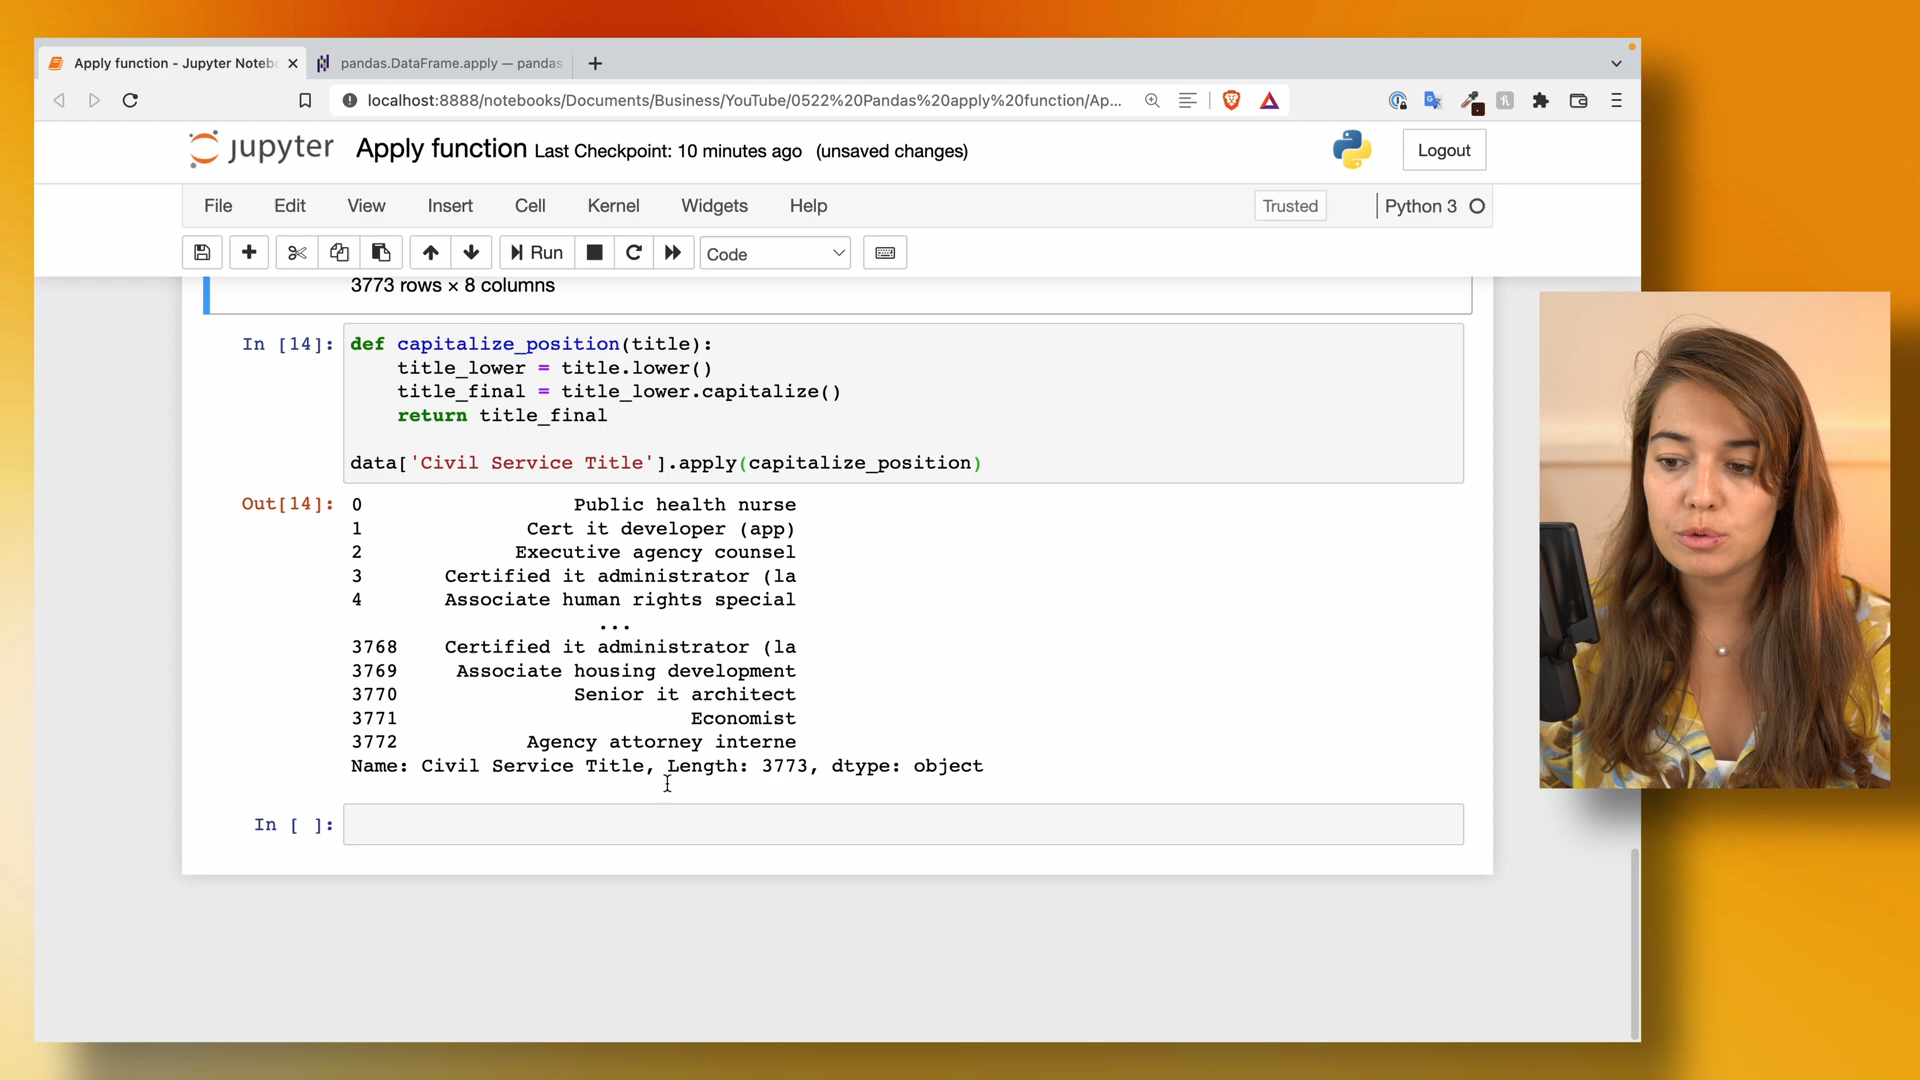 Apply function - Jupyter Noteb
pandas.DataFrame.apply — pandas
localhost:8888/notebooks/Documents/Business/YouTube/0522%20Pandas%20apply%20function/Ap...
jupyter Apply function Last Checkpoint: 10 minutes ago (unsaved changes)
Logout
File Edit View Insert Cell Kernel Widgets Help
Trusted
Python 3
Run
Code
3773 rows × 8 columns
In [14]: def capitalize_position(title):
title_lower = title.lower()
title_final = title_lower.capitalize()
return title_final
data['Civil Service Title'].apply(capitalize_position)
Out[14]: 0 Public health nurse
1 Cert it developer (app)
2 Executive agency counsel
3 Certified it administrator (la
4 Associate human rights special
...
3768 Certified it administrator (la
3769 Associate housing development
3770 Senior it architect
3771 Economist
3772 Agency attorney interne
Name: Civil Service Title, Length: 3773, dtype: object
In [ ]: